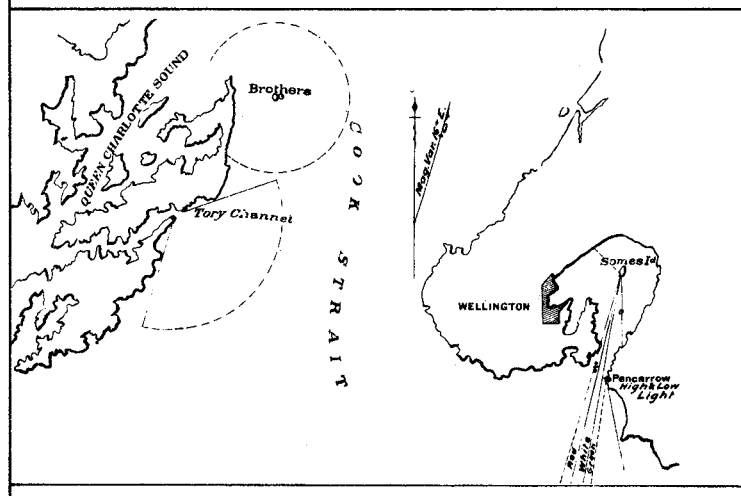 QUEEN CHARLOTTE SOUND
Brothers
COOK STRAIT
Mag. Var.
Tory Channel
Somes Id
WELLINGTON
Pencarrow
High & Low
Light
Red
White
Green